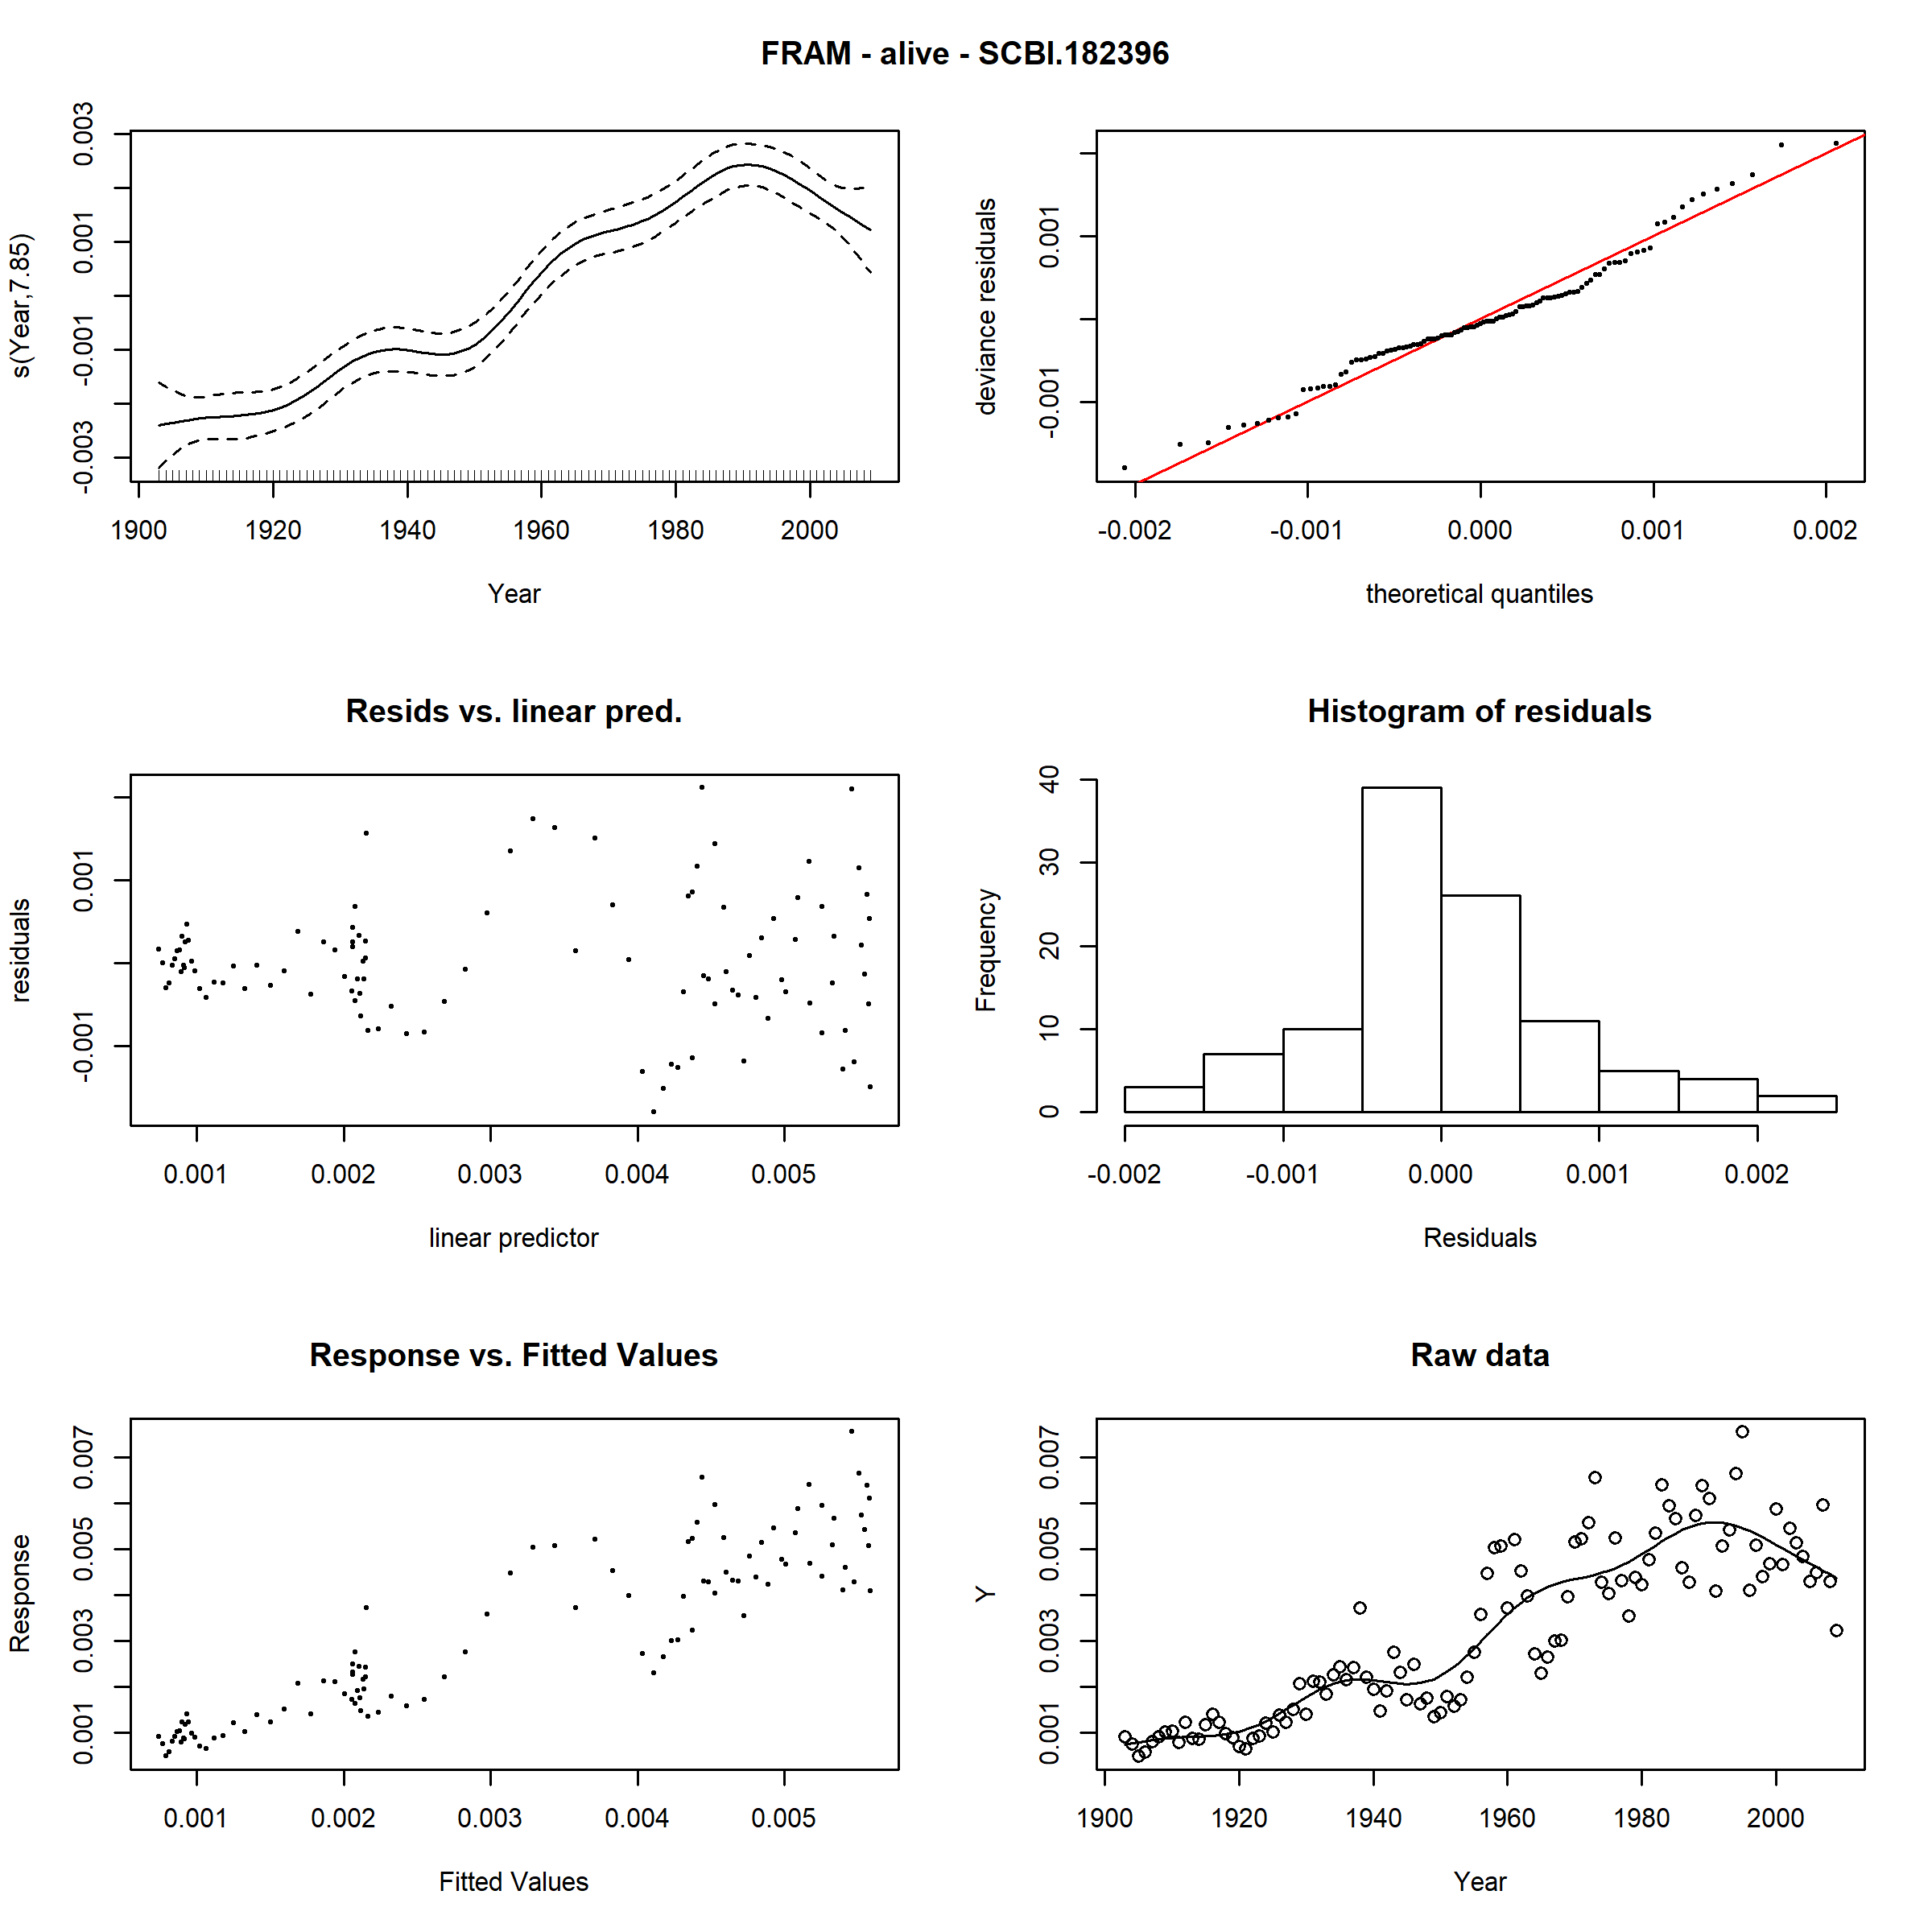 FRAM - alive - SCBI.182396
s(Year,7.85)
-0.003 -0.001 0.001 0.003
1900 1920 1940 1960 1980 2000
Year
deviance residuals
-0.001 0.001
-0.002 -0.001 0.000 0.001 0.002
theoretical quantiles
Resids vs. linear pred.
residuals
-0.001 0.001
0.001 0.002 0.003 0.004 0.005
linear predictor
Histogram of residuals
Frequency
0 10 20 30 40
-0.002 -0.001 0.000 0.001 0.002
Residuals
Response vs. Fitted Values
Response
0.001 0.003 0.005 0.007
0.001 0.002 0.003 0.004 0.005
Fitted Values
Raw data
Y
0.001 0.003 0.005 0.007
1900 1920 1940 1960 1980 2000
Year